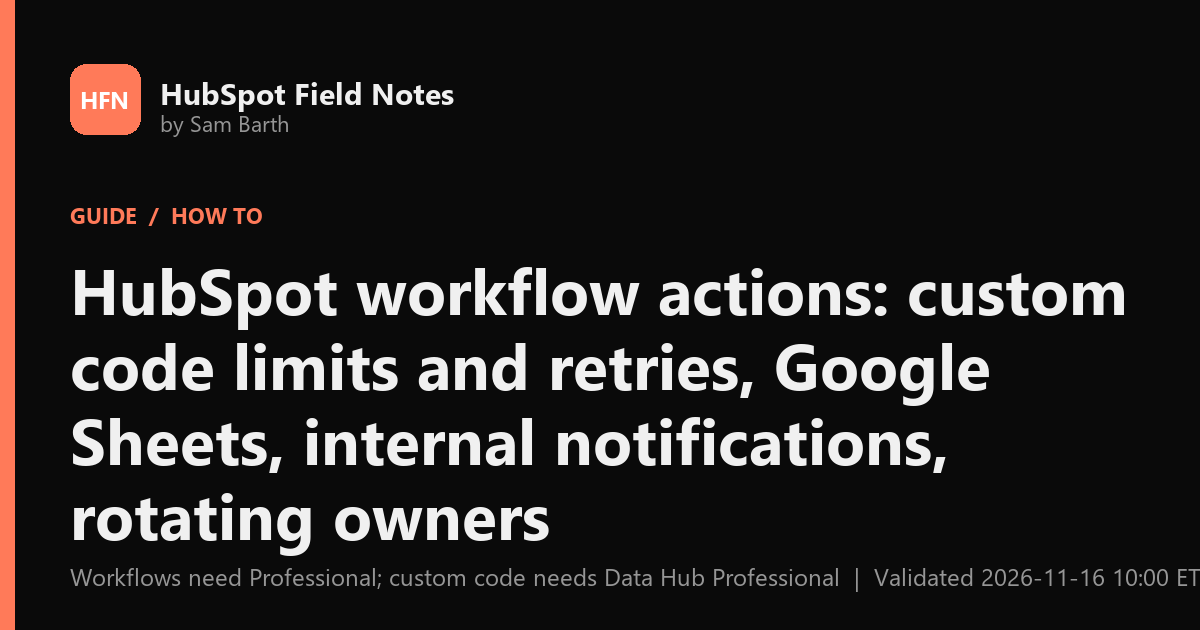 HFN
HubSpot Field Notes
by Sam Barth
GUIDE / HOW TO
HubSpot workflow actions: custom
code limits and retries, Google
Sheets, internal notifications,
rotating owners
Workflows need Professional; custom code needs Data Hub Professional | Validated 2026-11-16 10:00 ET